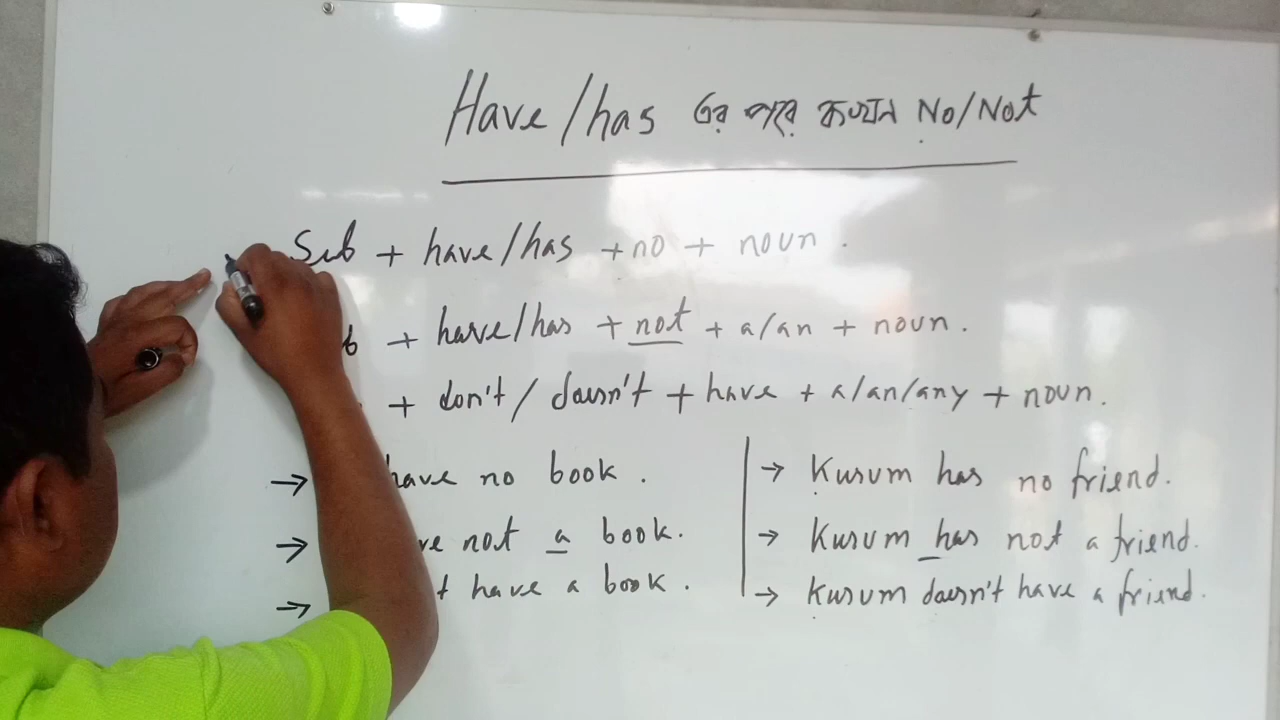 Have/has এর পরে কখন No/Not
Sub + have/has + no + noun.
+ have/has + not + a/an + noun.
+ don't/doesn't + have + a/an/any + noun.
→ have no book.
→ not a book.
→ have a book.
→ Kusum has no friend.
→ Kusum has not a friend.
→ Kusum doesn't have a friend.